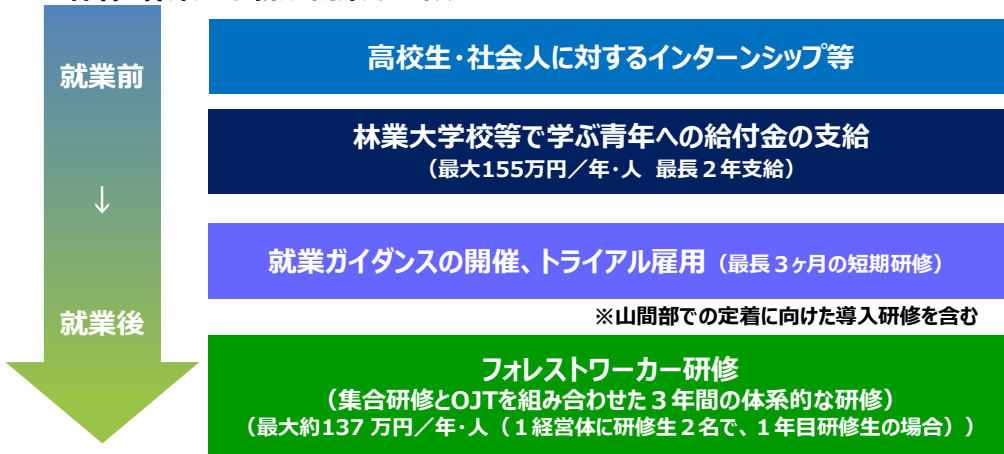 就業前
↓
就業後
高校生・社会人に対するインターンシップ等
林業大学校等で学ぶ青年への給付金の支給
（最大155万円／年・人 最長２年支給）
就業ガイダンスの開催、トライアル雇用（最長３ヶ月の短期研修）
※山間部での定着に向けた導入研修を含む
フォレストワーカー研修
（集合研修とOJTを組み合わせた３年間の体系的な研修）
（最大約137 万円／年・人（１経営体に研修生２名で、１年目研修生の場合））